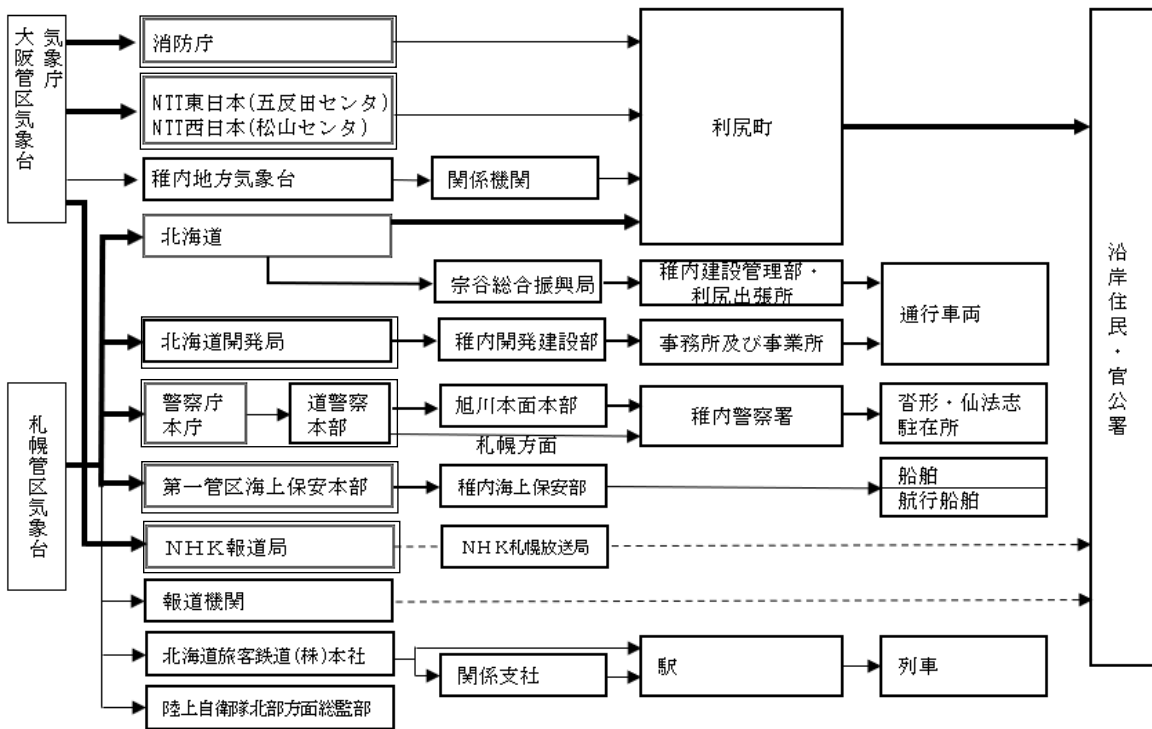 気象庁
大阪管区気象台
消防庁
NTT東日本(五反田センタ)
NTT西日本(松山センタ)
利尻町
稚内地方気象台
関係機関
北海道
沿岸住民・官公署
宗谷総合振興局
稚内建設管理部・
利尻出張所
通行車両
北海道開発局
稚内開発建設部
事務所及び事業所
札幌管区気象台
警察庁
本庁
道警察
本部
旭川本面本部
稚内警察署
沓形・仙法志
駐在所
札幌方面
第一管区海上保安本部
稚内海上保安部
船舶
航行船舶
NHK報道局
NHK札幌放送局
報道機関
北海道旅客鉄道(株)本社
関係支社
駅
列車
陸上自衛隊北部方面総監部